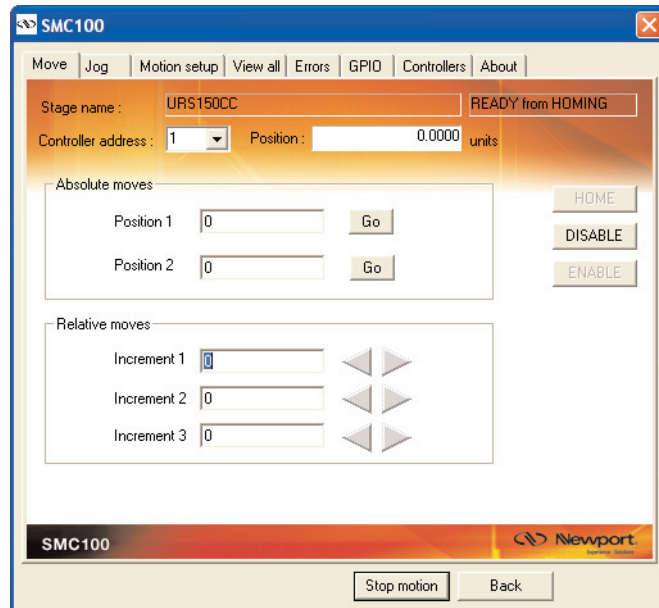 SMC100
Move Jog Motion setup View all Errors GPIO Controllers About
Stage name : URS150CC READY from HOMING
Controller address : 1 Position : 0.0000 units
Absolute moves
HOME
Position 1 0 Go
DISABLE
Position 2 0 Go
ENABLE
Relative moves
Increment 1 0
Increment 2 0
Increment 3 0
SMC100 Newport.
Experience Solutions
Stop motion Back